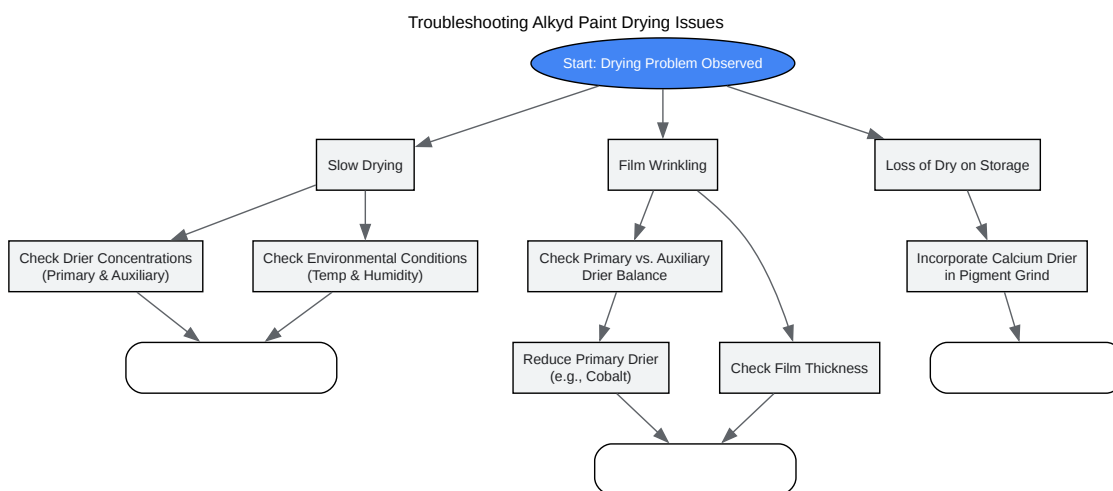 Troubleshooting Alkyd Paint Drying Issues
Start: Drying Problem Observed
Slow Drying
Film Wrinkling
Loss of Dry on Storage
Check Drier Concentrations
(Primary & Auxiliary)
Check Environmental Conditions
(Temp & Humidity)
Check Primary vs. Auxiliary
Drier Balance
Incorporate Calcium Drier
in Pigment Grind
Reduce Primary Drier
(e.g., Cobalt)
Check Film Thickness